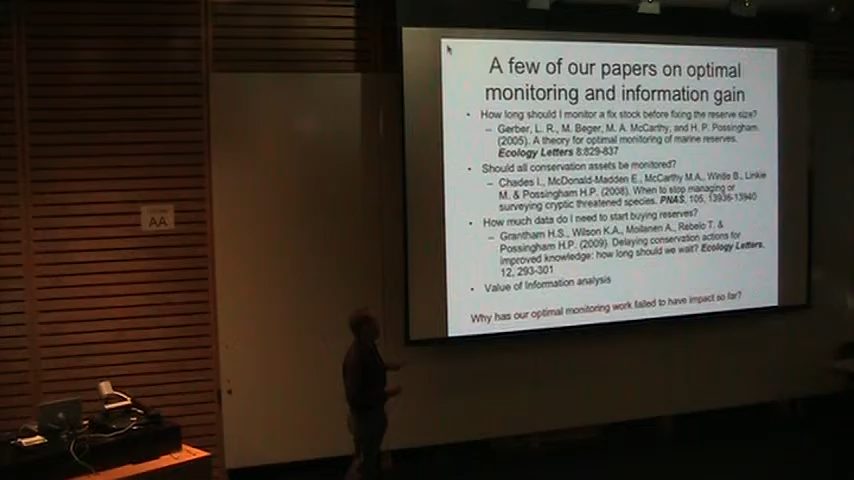 A few of our papers on optimal
monitoring and information gain
• How long should I monitor a fix stock before fixing the reserve size?
– Gerber, L. R., M. Beger, M. A. McCarthy, and H. P. Possingham.
(2005). A theory for optimal monitoring of marine reserves.
Ecology Letters 8:829-837
• Should all conservation assets be monitored?
– Chades I., McDonald-Madden E., McCarthy M.A., Wintle B., Linkie
M. & Possingham H.P. (2008). When to stop managing or
surveying cryptic threatened species. PNAS, 105, 13936-13940
• How much data do I need to start buying reserves?
– Grantham H.S., Wilson K.A., Moilanen A., Rebelo T. &
Possingham H.P. (2009). Delaying conservation actions for
improved knowledge: how long should we wait? Ecology Letters,
12, 293-301
• Value of Information analysis
Why has our optimal monitoring work failed to have impact so far?
AA